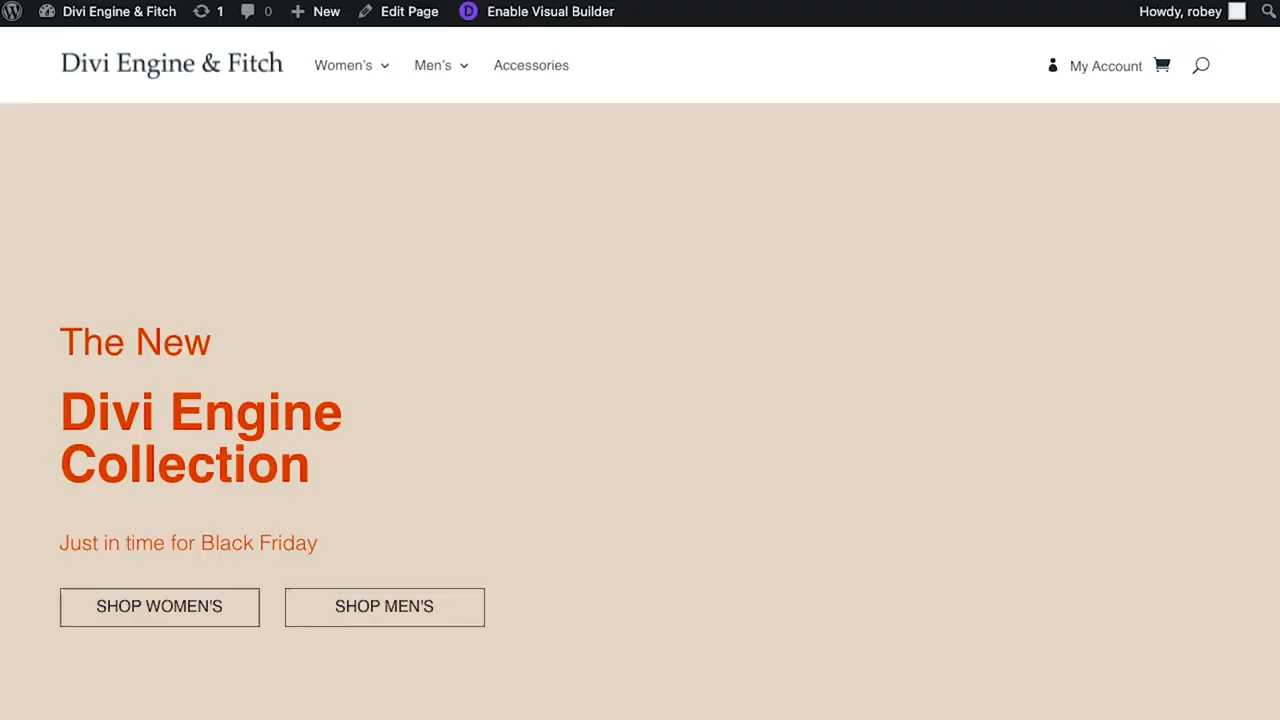 Divi Engine & Fitch 1 0 New Edit Page D Enable Visual Builder Howdy, robey
Divi Engine & Fitch Women's Men's Accessories My Account
The New
Divi Engine
Collection
Just in time for Black Friday
SHOP WOMEN'S SHOP MEN'S